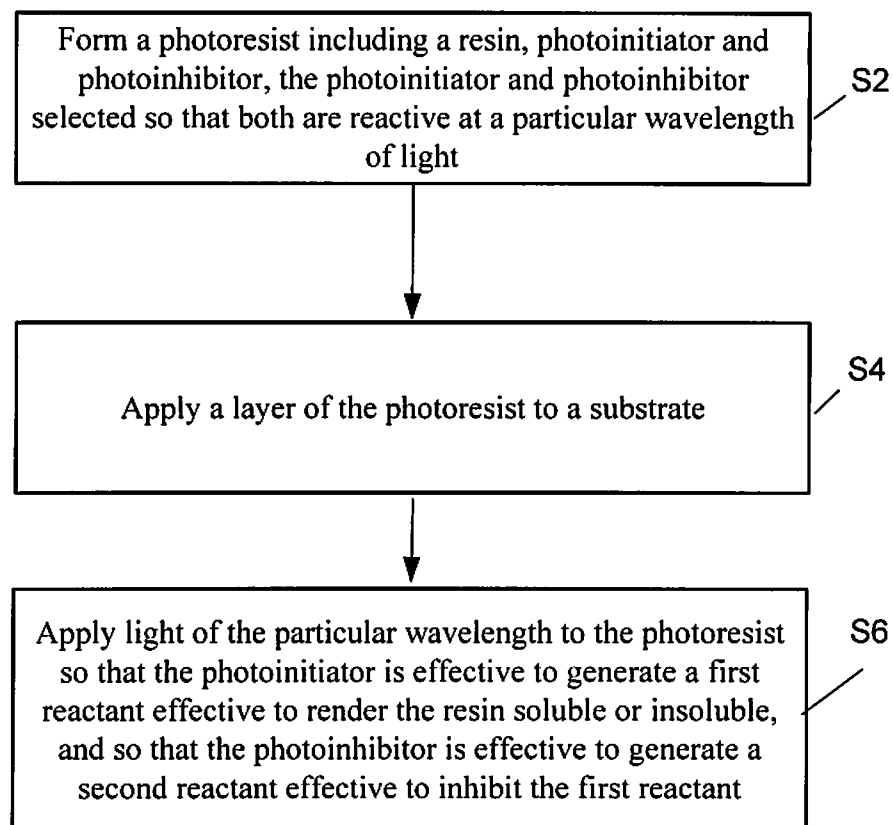 Form a photoresist including a resin, photoinitiator and
photoinhibitor, the photoinitiator and photoinhibitor
selected so that both are reactive at a particular wavelength
of light
S2
Apply a layer of the photoresist to a substrate
S4
Apply light of the particular wavelength to the photoresist
so that the photoinitiator is effective to generate a first
reactant effective to render the resin soluble or insoluble,
and so that the photoinhibitor is effective to generate a
second reactant effective to inhibit the first reactant
S6